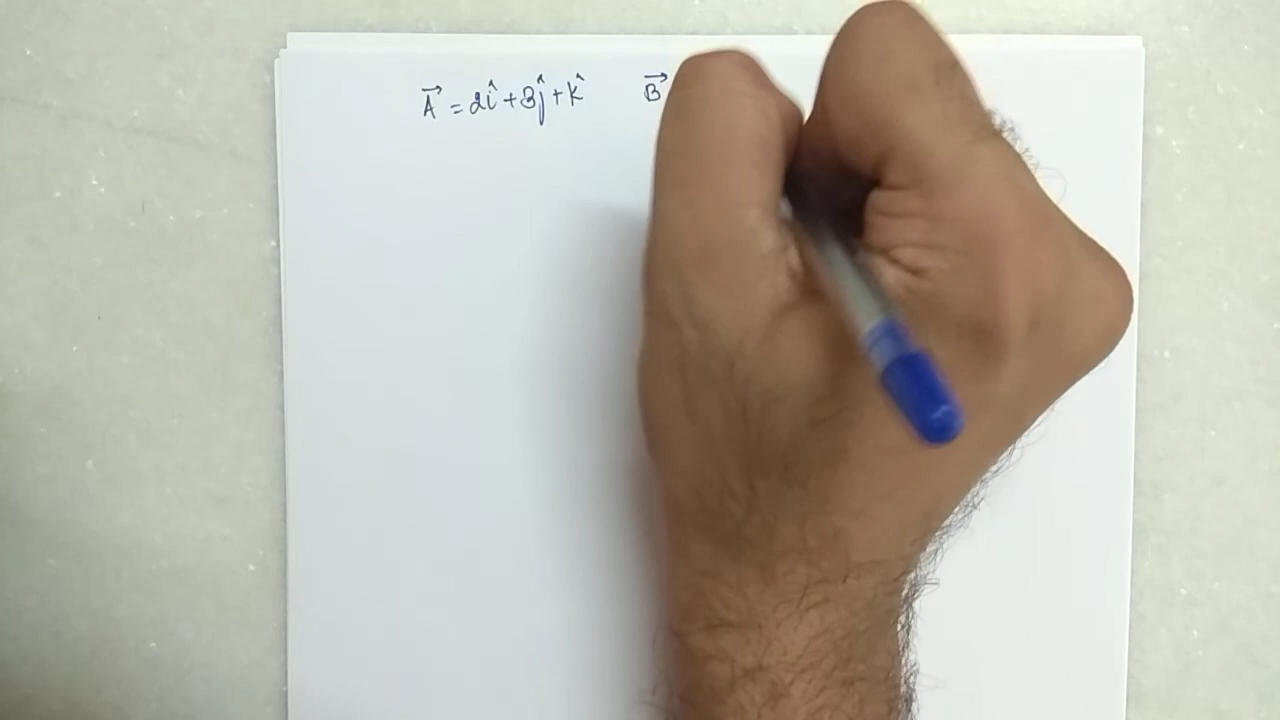 A⃗ = 2î + 3ĵ + k̂ B⃗